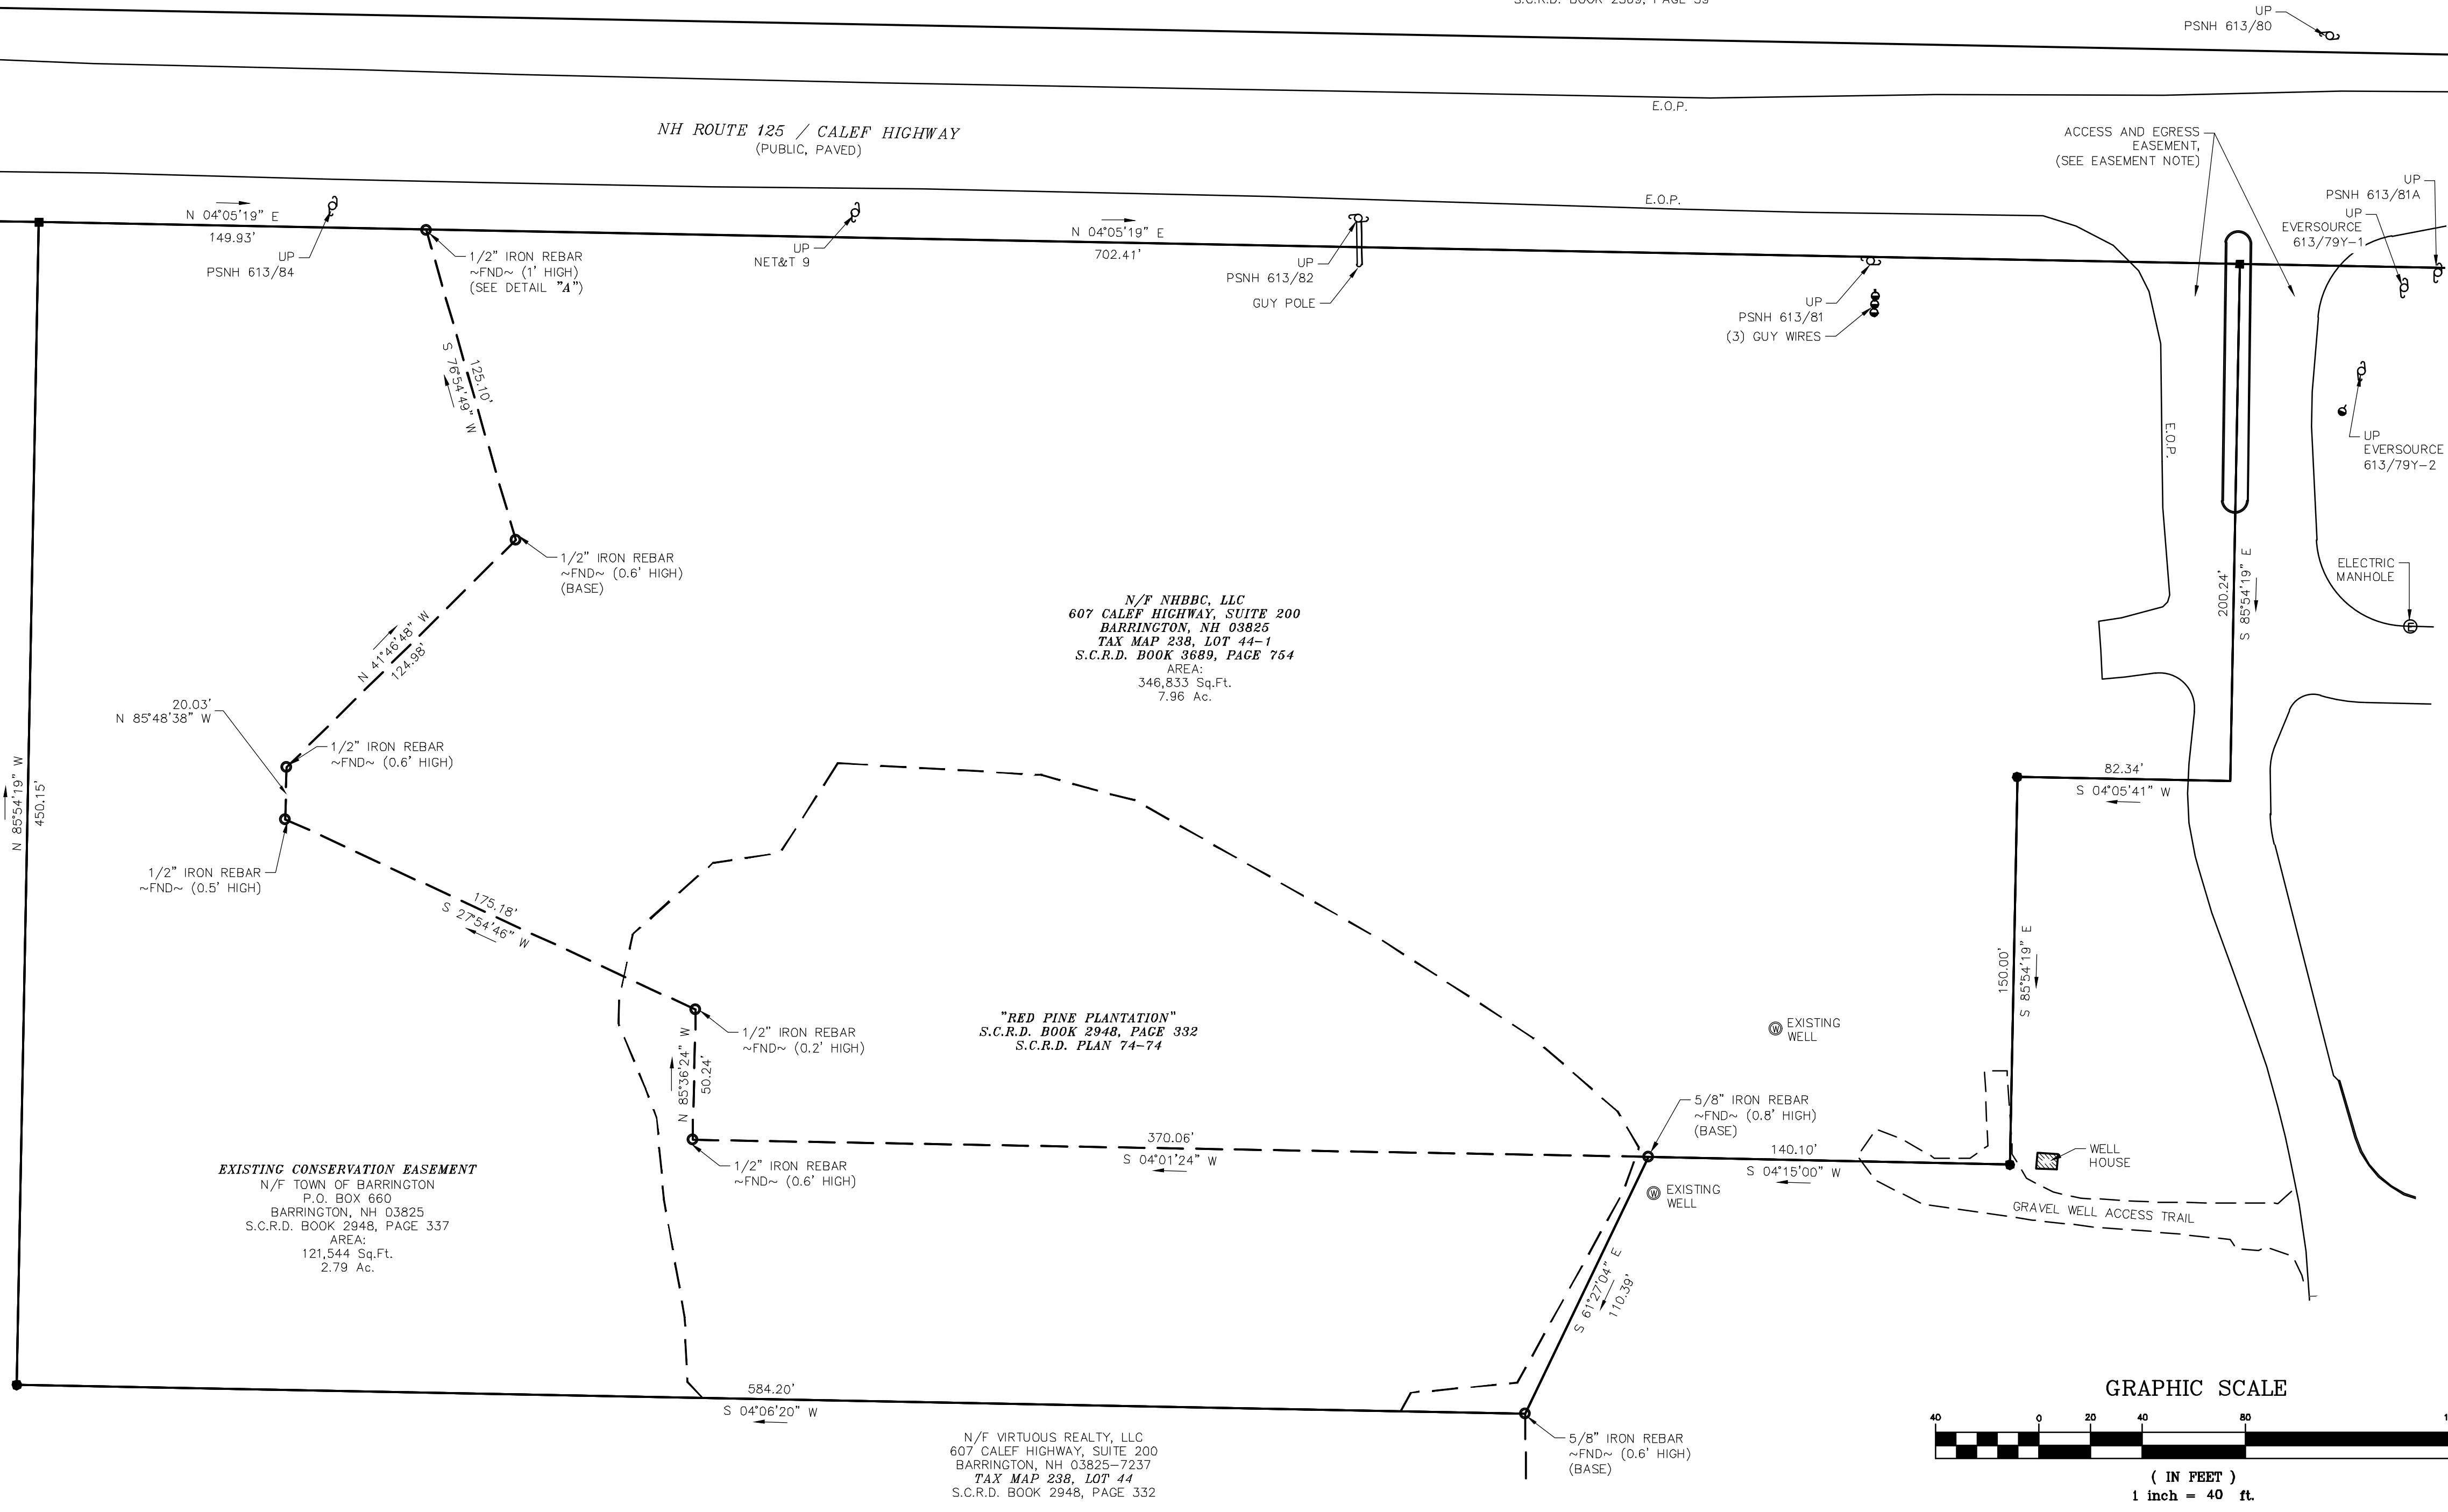 UP
PSNH 613/80
E.O.P.
NH ROUTE 125 / CALEF HIGHWAY
(PUBLIC, PAVED)
ACCESS AND EGRESS
EASEMENT,
(SEE EASEMENT NOTE)
UP
PSNH 613/81A
UP
EVERSOURCE
613/79Y-1
E.O.P.
N 04°05'19" E
149.93'
UP
PSNH 613/84
1/2" IRON REBAR
~FND~ (1' HIGH)
(SEE DETAIL "A")
UP
NET&T 9
N 04°05'19" E
702.41'
UP
PSNH 613/82
GUY POLE
UP
PSNH 613/81
(3) GUY WIRES
125.10'
S 76°54'49" W
E.O.P.
UP
EVERSOURCE
613/79Y-2
1/2" IRON REBAR
~FND~ (0.6' HIGH)
(BASE)
ELECTRIC
MANHOLE
E
200.24'
S 85°54'19" E
N/F NHBBC, LLC
607 CALEF HIGHWAY, SUITE 200
BARRINGTON, NH 03825
TAX MAP 238, LOT 44-1
S.C.R.D. BOOK 3689, PAGE 754
AREA:
346,833 Sq.Ft.
7.96 Ac.
N 41°46'48" W
124.98'
20.03'
N 85°48'38" W
1/2" IRON REBAR
~FND~ (0.6' HIGH)
N 85°54'19" W
450.15'
82.34'
S 04°05'41" W
1/2" IRON REBAR
~FND~ (0.5' HIGH)
175.18'
S 27°54'46" W
150.00'
S 85°54'19" E
"RED PINE PLANTATION"
S.C.R.D. BOOK 2948, PAGE 332
S.C.R.D. PLAN 74-74
1/2" IRON REBAR
~FND~ (0.2' HIGH)
W
EXISTING
WELL
N 85°36'24" W
50.24'
5/8" IRON REBAR
~FND~ (0.8' HIGH)
(BASE)
370.06'
S 04°01'24" W
140.10'
S 04°15'00" W
WELL
HOUSE
1/2" IRON REBAR
~FND~ (0.6' HIGH)
W
EXISTING
WELL
GRAVEL WELL ACCESS TRAIL
EXISTING CONSERVATION EASEMENT
N/F TOWN OF BARRINGTON
P.O. BOX 660
BARRINGTON, NH 03825
S.C.R.D. BOOK 2948, PAGE 337
AREA:
121,544 Sq.Ft.
2.79 Ac.
S 61°27'04" E
110.39'
584.20'
S 04°06'20" W
N/F VIRTUOUS REALTY, LLC
607 CALEF HIGHWAY, SUITE 200
BARRINGTON, NH 03825-7237
TAX MAP 238, LOT 44
S.C.R.D. BOOK 2948, PAGE 332
5/8" IRON REBAR
~FND~ (0.6' HIGH)
(BASE)
GRAPHIC SCALE
40 0 20 40 80
( IN FEET )
1 inch = 40 ft.